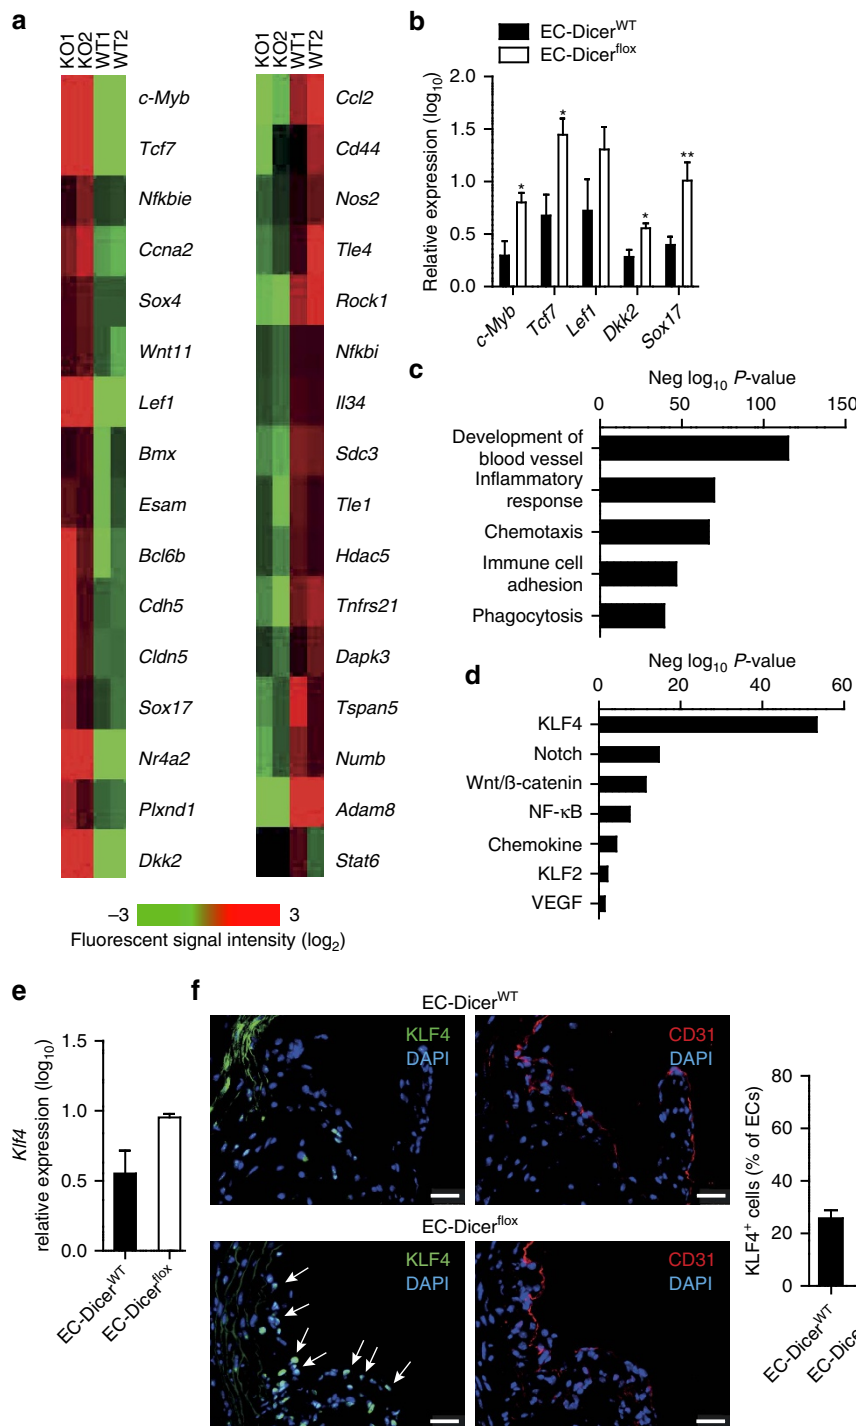 a
KO1 KO2 WT1 WT2
KO1 KO2 WT1 WT2
c-Myb
Tcf7
Nfkbie
Ccna2
Sox4
Wnt11
Lef1
Bmx
Esam
Bcl6b
Cdh5
Cldn5
Sox17
Nr4a2
Plxnd1
Dkk2
Ccl2
Cd44
Nos2
Tle4
Rock1
Nfkbi
Il34
Sdc3
Tle1
Hdac5
Tnfrs21
Dapk3
Tspan5
Numb
Adam8
Stat6
–3 3
Fluorescent signal intensity (log2)
b
EC-DicerWT
EC-Dicerflox
Relative expression (log10)
2.0
1.5
1.0
0.5
0.0
* * * **
c-Myb Tcf7 Lef1 Dkk2 Sox17
c
Neg log10 P-value
0 50 100 150
Development of
blood vessel
Inflammatory
response
Chemotaxis
Immune cell
adhesion
Phagocytosis
d
Neg log10 P-value
0 20 40 60
KLF4
Notch
Wnt/ß-catenin
NF-κB
Chemokine
KLF2
VEGF
e
Klf4
relative expression (log10)
1.5
1.0
0.5
0.0
EC-DicerWT
EC-Dicerflox
f
EC-DicerWT
KLF4
DAPI
CD31
DAPI
EC-Dicerflox
KLF4
DAPI
CD31
DAPI
KLF4+ cells (% of ECs)
80
60
40
20
0
EC-DicerWT
EC-Dice